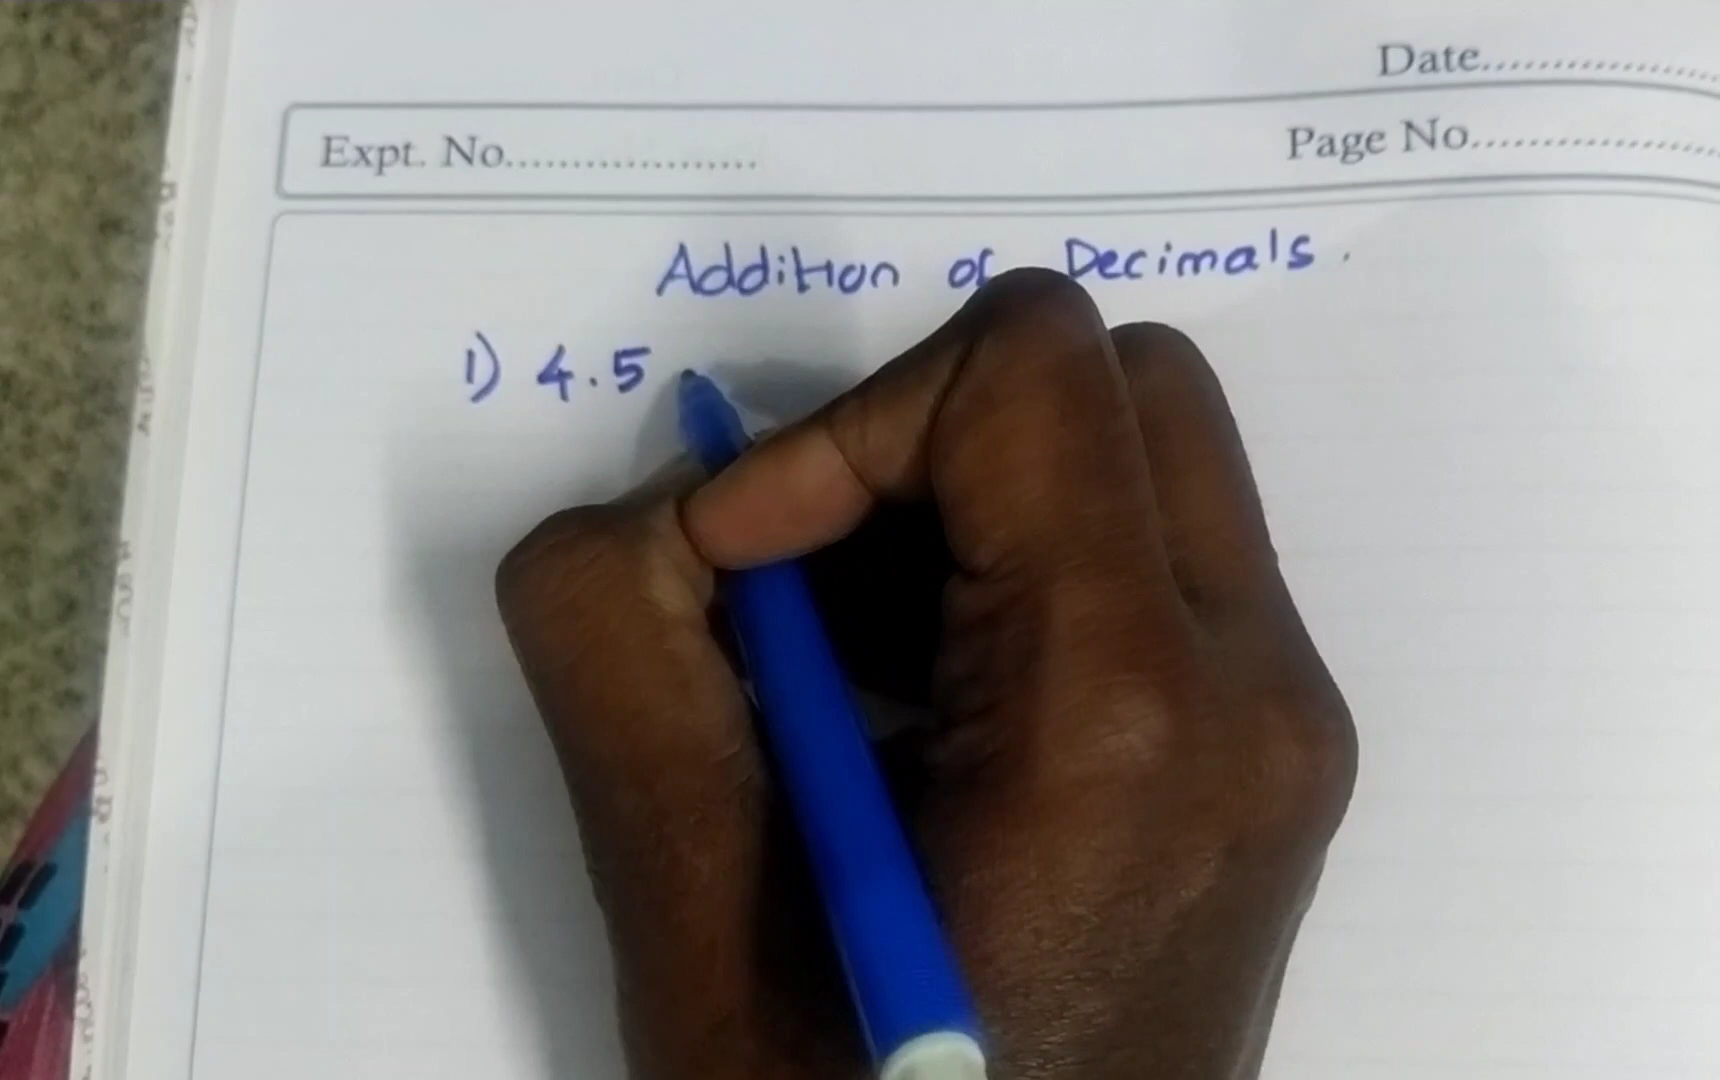 Date..................
Expt. No................... Page No..................
Addition of Decimals.
1) 4.5